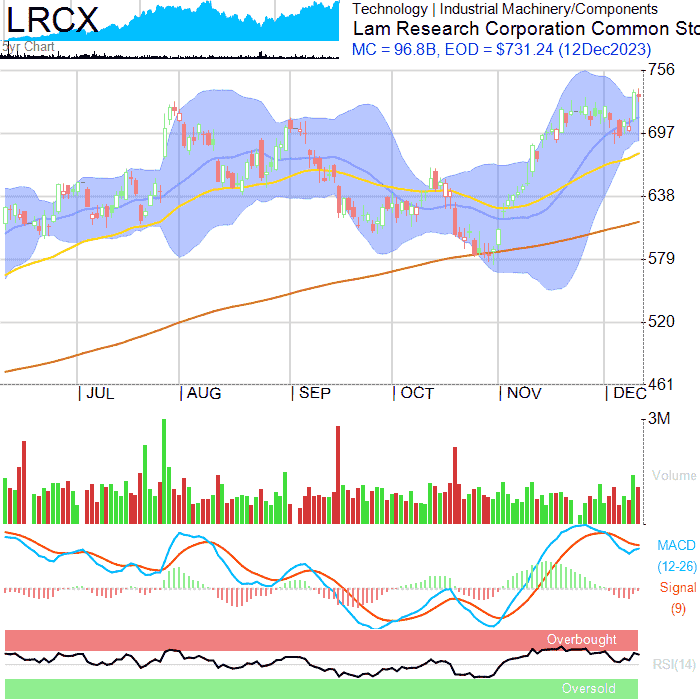 LRCX
5yr Chart
Technology | Industrial Machinery/Components
Lam Research Corporation Common Sto
MC = 96.8B, EOD = $731.24 (12Dec2023)
756
697
638
579
520
461
JUL AUG SEP OCT NOV DEC
3M
Volume
MACD
(12-26)
Signal
(9)
Overbought
RSI(14)
Oversold